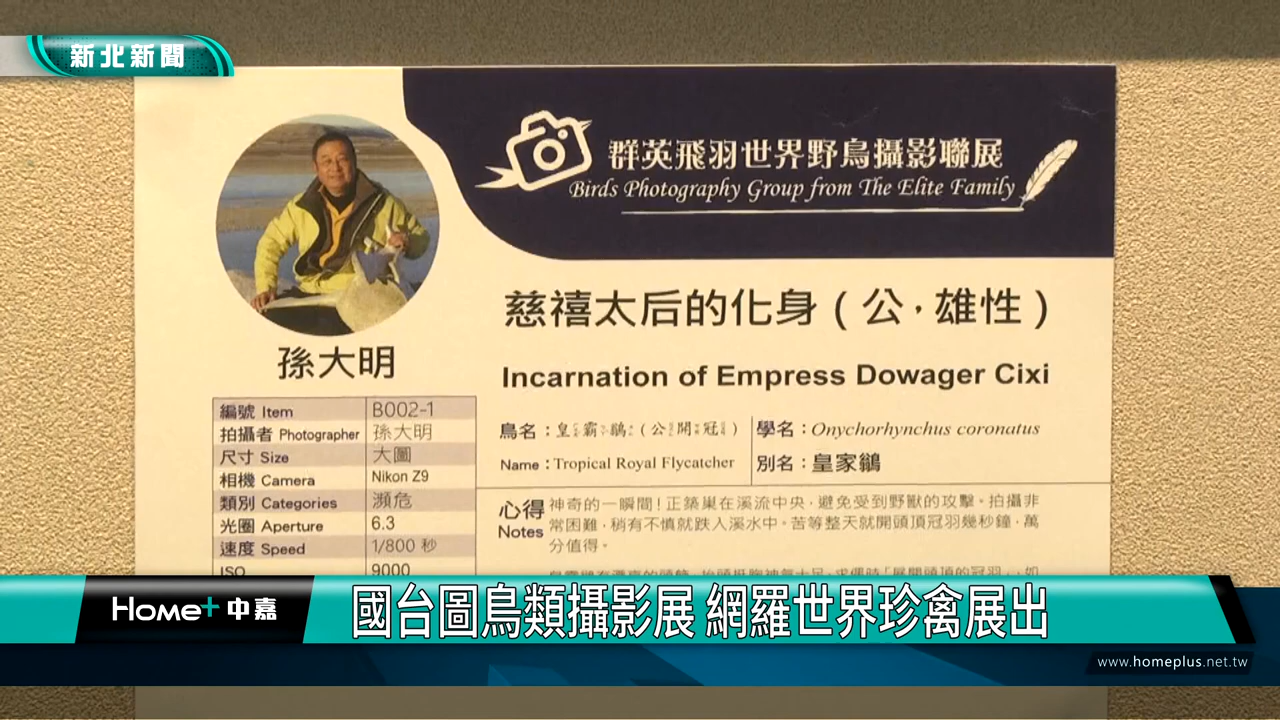 新北新聞
群英飛羽世界野鳥攝影聯展
Birds Photography Group from The Elite Family
孫大明
慈禧太后的化身（公，雄性）
Incarnation of Empress Dowager Cixi
編號 Item B002-1
拍攝者 Photographer 孫大明
尺寸 Size 大圖
相機 Camera Nikon Z9
類別 Categories 瀕危
光圈 Aperture 6.3
速度 Speed 1/800 秒
ISO 9000
鳥名：皇霸鶲（公開冠）
Name：Tropical Royal Flycatcher
學名：Onychorhynchus coronatus
別名：皇家鶲
心得 Notes
神奇的一瞬間！正築巢在溪流中央，避免受到野獸的攻擊。拍攝非
常困難，稍有不慎就跌入溪水中。苦等整天就開頭頂冠羽幾秒鐘，萬
分值得。
Home+ 中嘉
國台圖鳥類攝影展 網羅世界珍禽展出
www.homeplus.net.tw